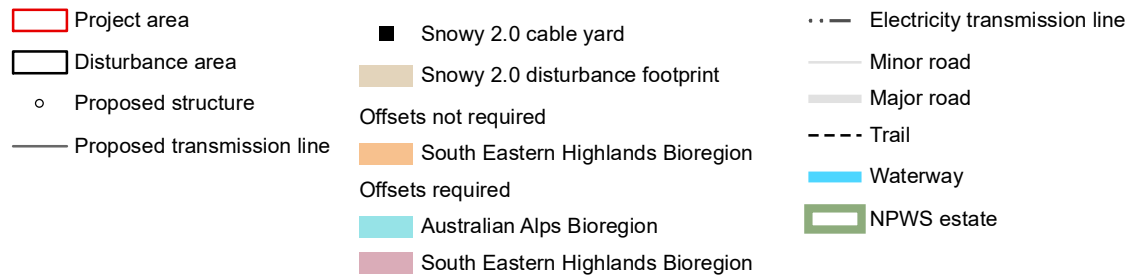 Project area
Disturbance area
Proposed structure
Proposed transmission line
Snowy 2.0 cable yard
Snowy 2.0 disturbance footprint
Offsets not required
South Eastern Highlands Bioregion
Offsets required
Australian Alps Bioregion
South Eastern Highlands Bioregion
Electricity transmission line
Minor road
Major road
Trail
Waterway
NPWS estate